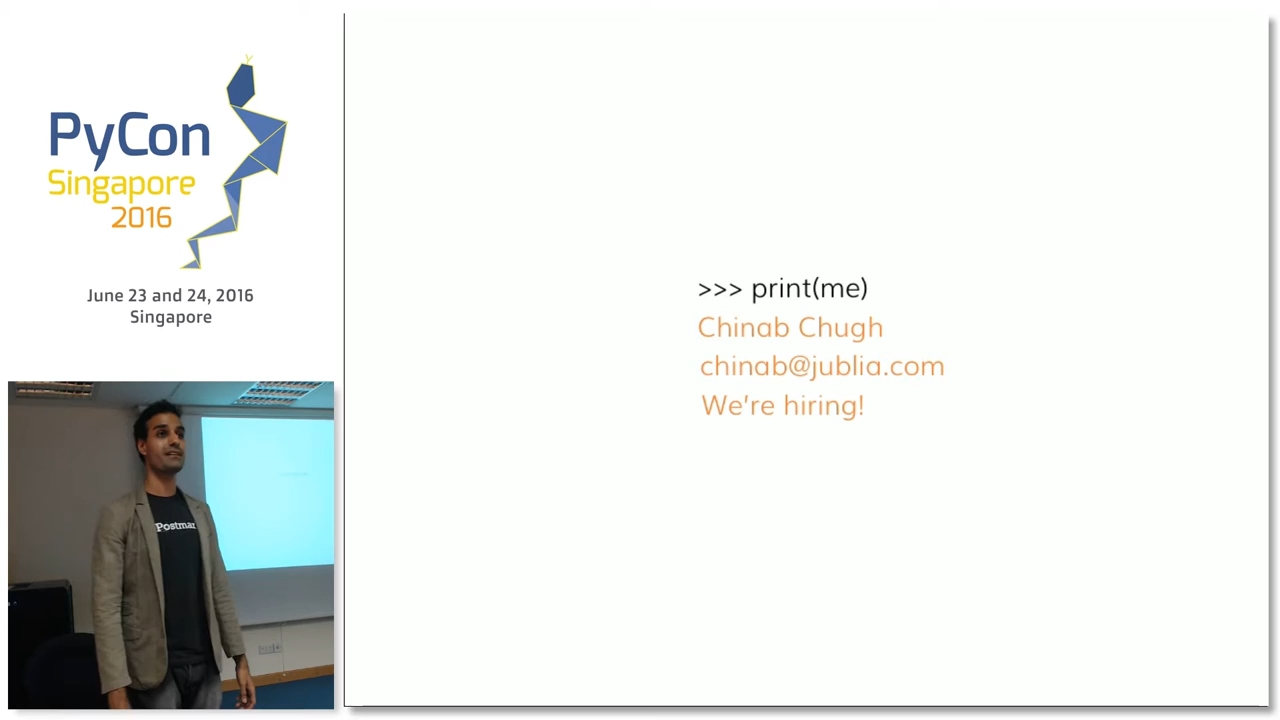 PyCon
Singapore
2016
June 23 and 24, 2016
Singapore
>>> print(me)
Chinab Chugh
chinab@jublia.com
We're hiring!
Postman